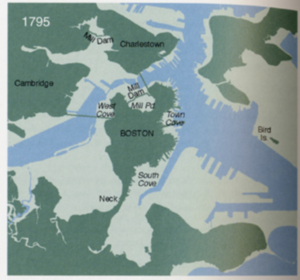 1795
Mill Dam
Charlestown
Cambridge
Mill
Dam
West
Cove
Mill Pd
Town
Cove
BOSTON
Bird
Is.
South
Cove
Neck